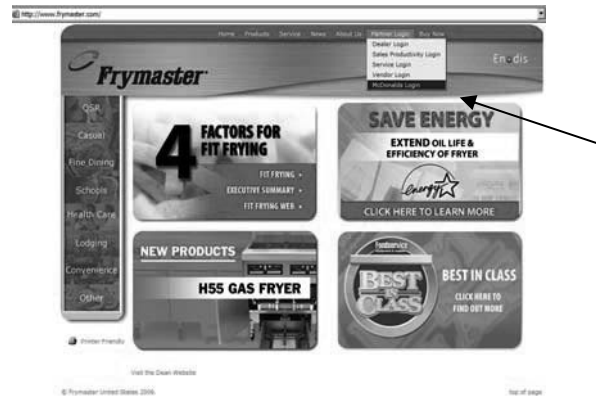 http://www.frymaster.com/
Home Products Service News About Us Partner Login Buy Now
Dealer Login
Sales Productivity Login
Service Login
Vendor Login
McDonalds Login
Enodis
Frymaster
QSR
Casual
Fine Dining
Schools
Health Care
Lodging
Convenience
Other
4 FACTORS FOR
FIT FRYING
FIT FRYING
EXECUTIVE SUMMARY
FIT FRYING WEB
SAVE ENERGY
EXTEND OIL LIFE &
EFFICIENCY OF FRYER
energy
CLICK HERE TO LEARN MORE
NEW PRODUCTS
H55 GAS FRYER
Foodservice
BEST
IN
CLASS
BEST IN CLASS
CLICK HERE TO
FIND OUT MORE
Printer Friendly
Visit the Dean Website
© Frymaster United States 2006
top of page